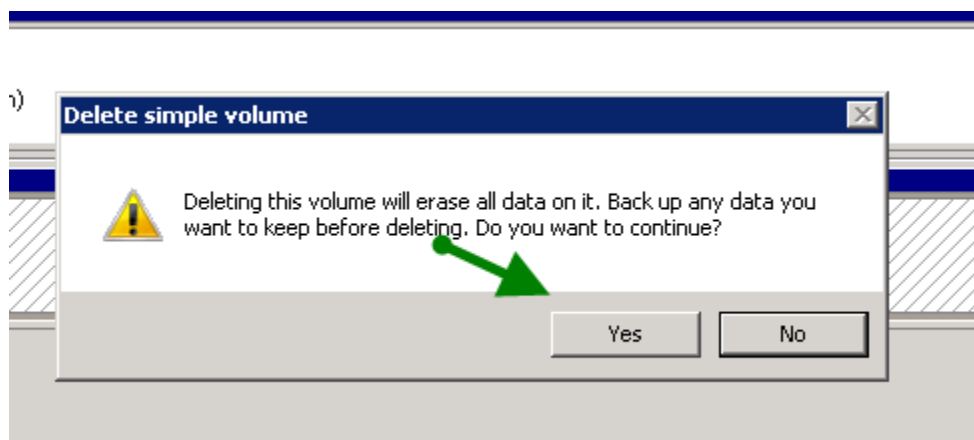 n)
Delete simple volume
Deleting this volume will erase all data on it. Back up any data you
want to keep before deleting. Do you want to continue?
Yes No